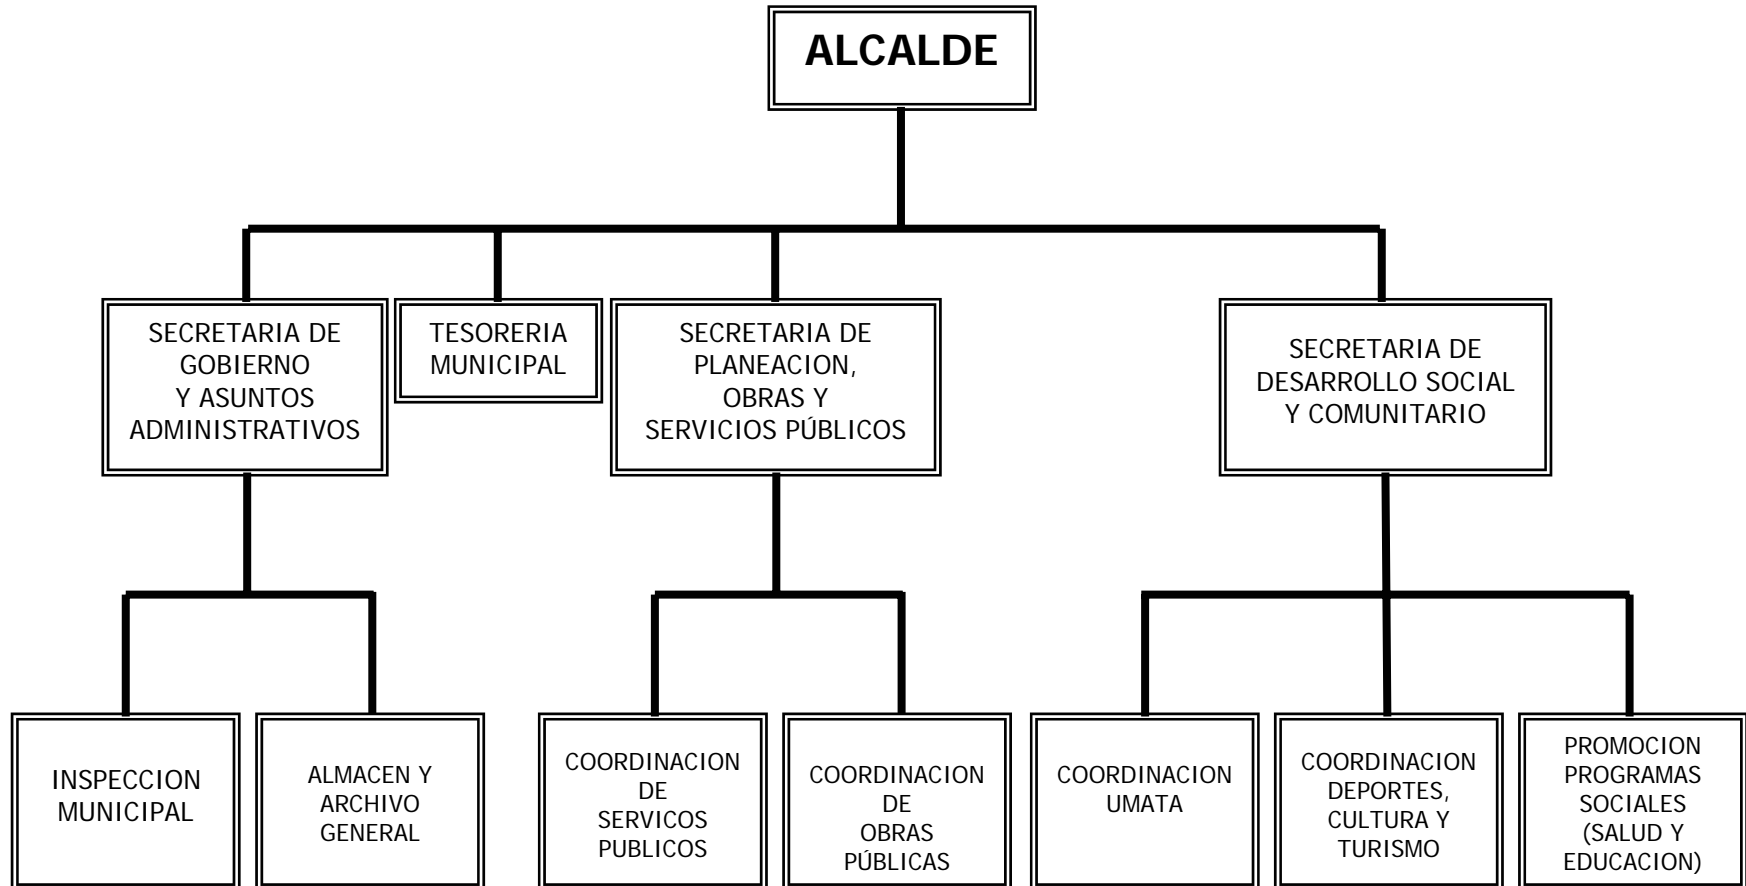 ALCALDE
SECRETARIA DE
GOBIERNO
Y ASUNTOS
ADMINISTRATIVOS
TESORERIA
MUNICIPAL
SECRETARIA DE
PLANEACION,
OBRAS Y
SERVICIOS PÚBLICOS
SECRETARIA DE
DESARROLLO SOCIAL
Y COMUNITARIO
INSPECCION
MUNICIPAL
ALMACEN Y
ARCHIVO
GENERAL
COORDINACION
DE
SERVICOS
PUBLICOS
COORDINACION
DE
OBRAS
PÚBLICAS
COORDINACION
UMATA
COORDINACION
DEPORTES,
CULTURA Y
TURISMO
PROMOCION
PROGRAMAS
SOCIALES
(SALUD Y
EDUCACION)